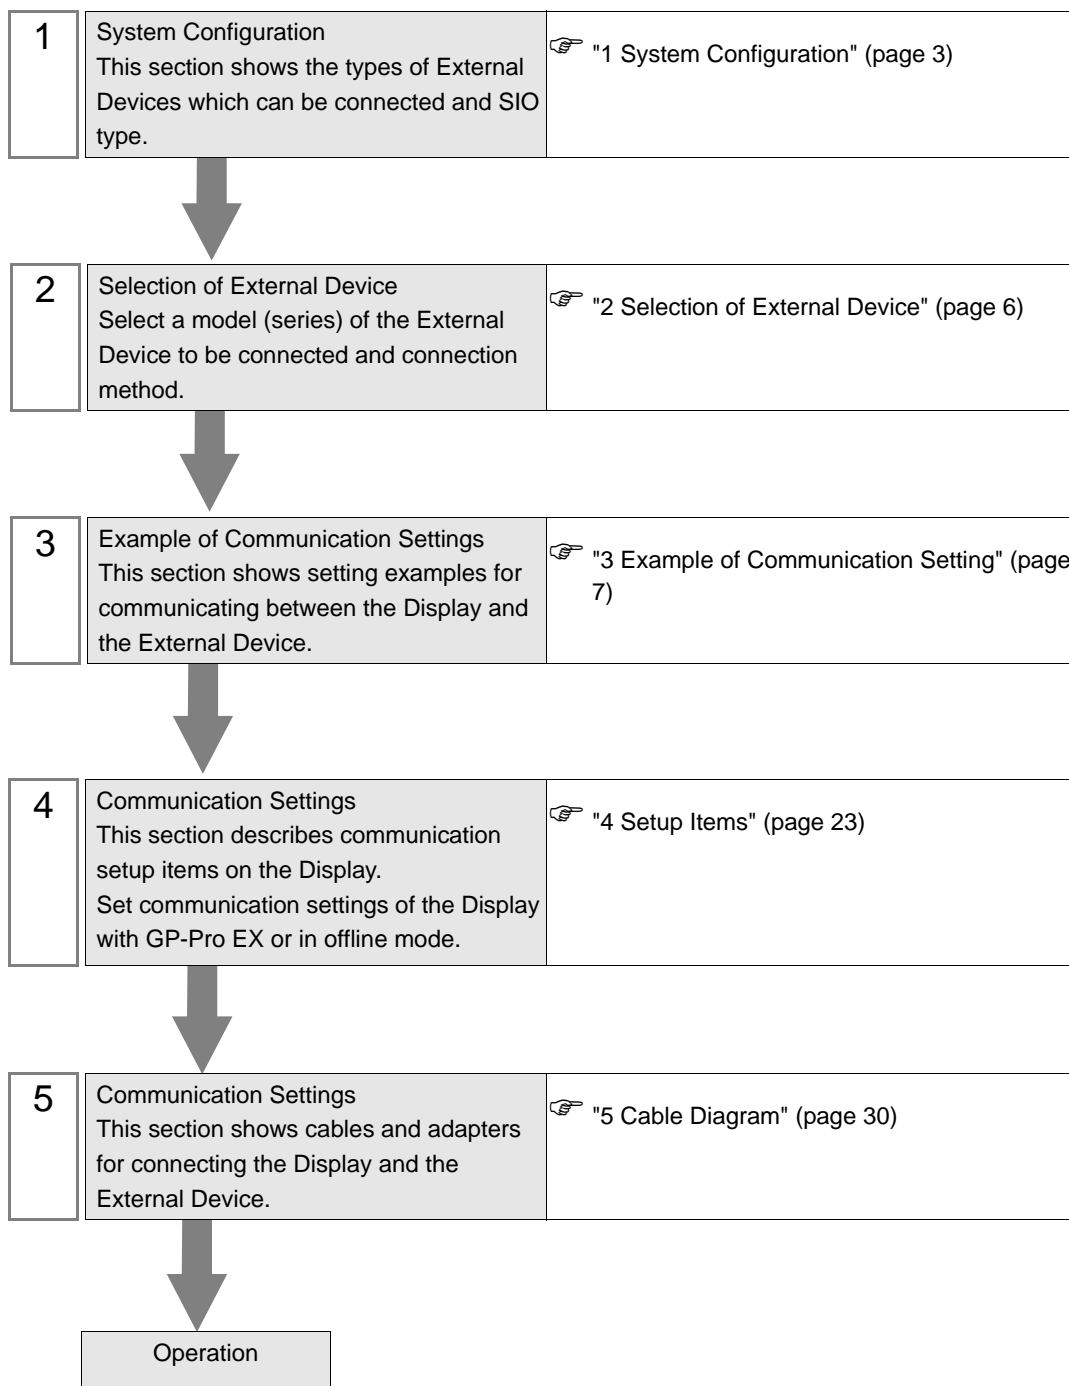 1
System Configuration
This section shows the types of External
Devices which can be connected and SIO
type.
"1 System Configuration" (page 3)
2
Selection of External Device
Select a model (series) of the External
Device to be connected and connection
method.
"2 Selection of External Device" (page 6)
3
Example of Communication Settings
This section shows setting examples for
communicating between the Display and
the External Device.
"3 Example of Communication Setting" (page
7)
4
Communication Settings
This section describes communication
setup items on the Display.
Set communication settings of the Display
with GP-Pro EX or in offline mode.
"4 Setup Items" (page 23)
5
Communication Settings
This section shows cables and adapters
for connecting the Display and the
External Device.
"5 Cable Diagram" (page 30)
Operation